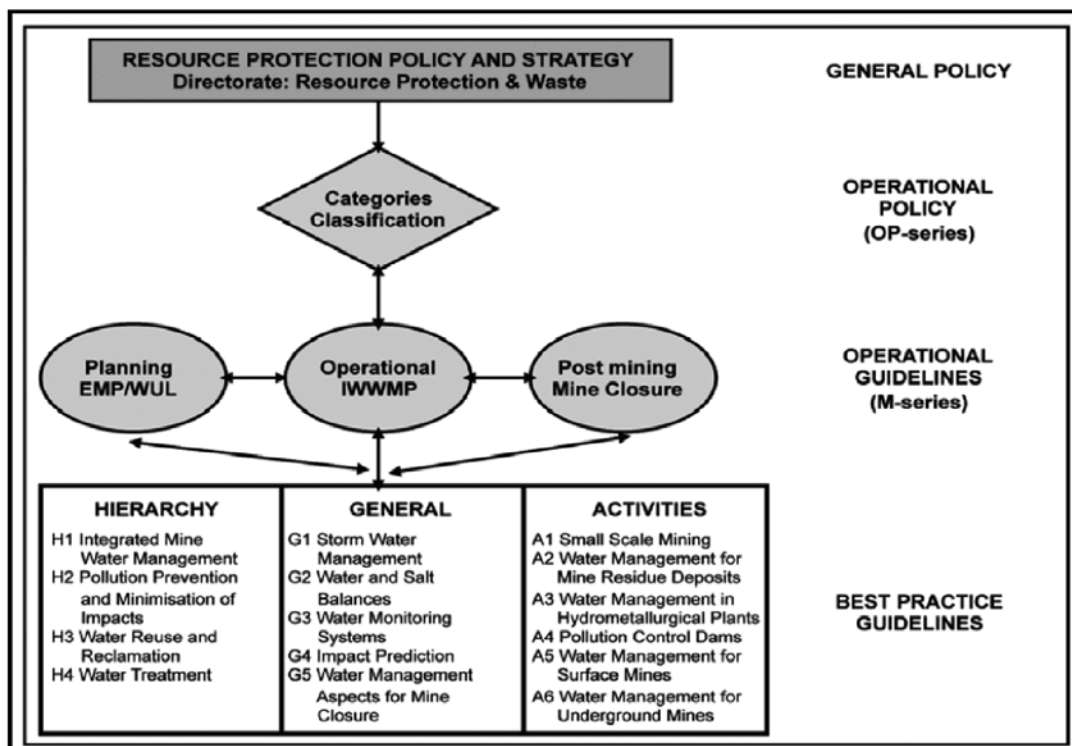 RESOURCE PROTECTION POLICY AND STRATEGY
Directorate: Resource Protection & Waste
GENERAL POLICY
Categories
Classification
OPERATIONAL
POLICY
(OP-series)
Planning
EMP/WUL
Operational
IWWMP
Post mining
Mine Closure
OPERATIONAL
GUIDELINES
(M-series)
HIERARCHY
H1 Integrated Mine
Water Management
H2 Pollution Prevention
and Minimisation of
Impacts
H3 Water Reuse and
Reclamation
H4 Water Treatment
GENERAL
G1 Storm Water
Management
G2 Water and Salt
Balances
G3 Water Monitoring
Systems
G4 Impact Prediction
G5 Water Management
Aspects for Mine
Closure
ACTIVITIES
A1 Small Scale Mining
A2 Water Management for
Mine Residue Deposits
A3 Water Management in
Hydrometallurgical Plants
A4 Pollution Control Dams
A5 Water Management for
Surface Mines
A6 Water Management for
Underground Mines
BEST PRACTICE
GUIDELINES